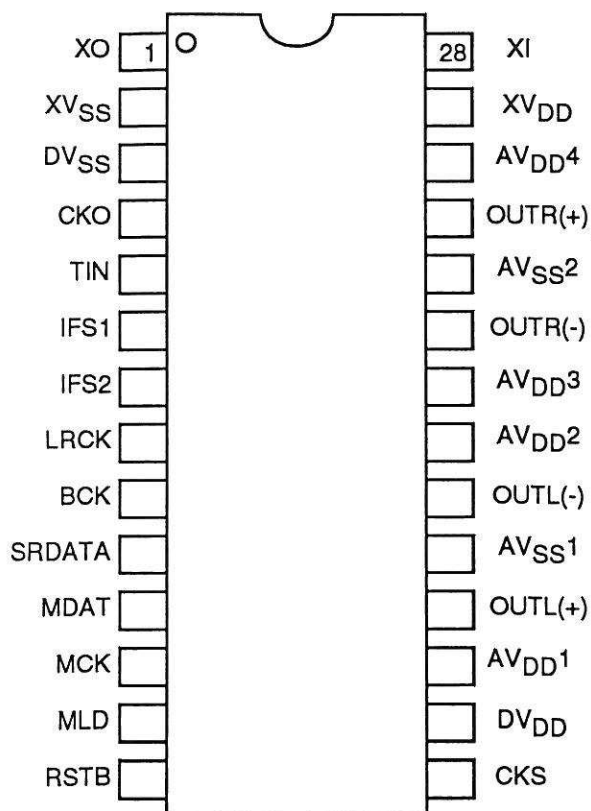 XO 1 28 XI
XVSS XVDD
DVSS AVDD4
CKO OUTR(+)
TIN AVSS2
IFS1 OUTR(-)
IFS2 AVDD3
LRCK AVDD2
BCK OUTL(-)
SRDATA AVSS1
MDAT OUTL(+)
MCK AVDD1
MLD DVDD
RSTB CKS